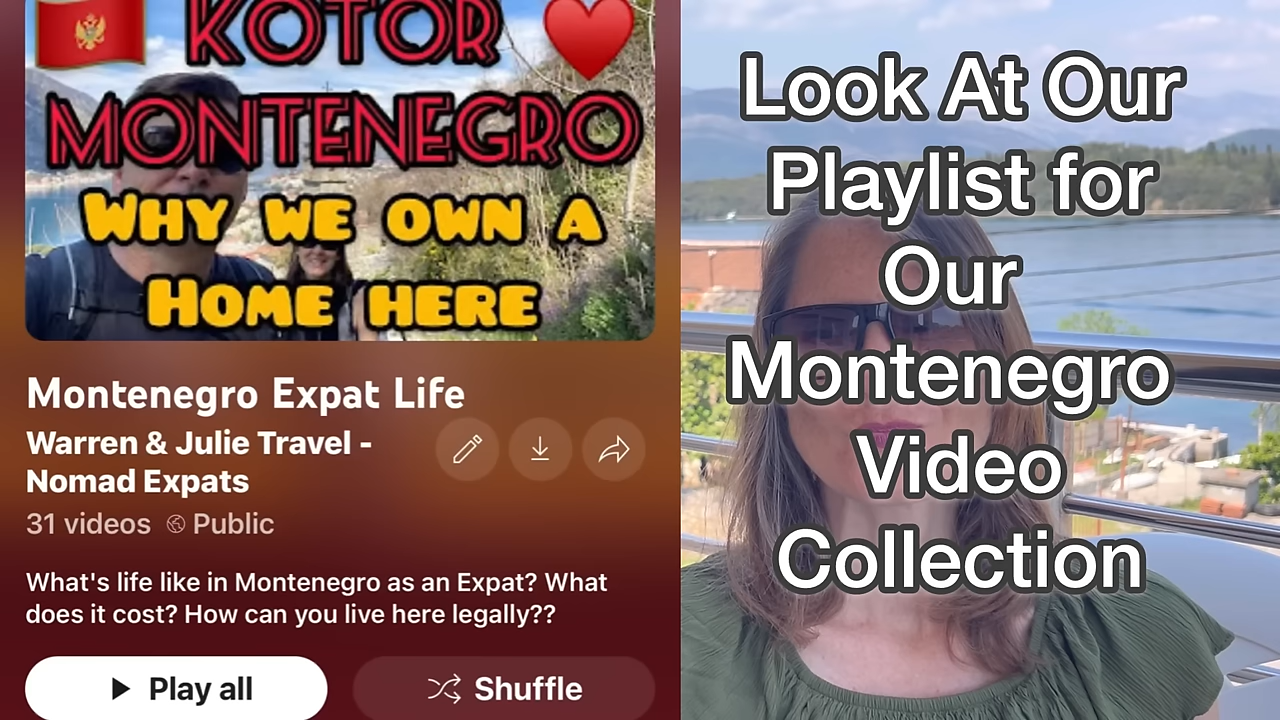 KOTOR
MONTENEGRO
WHY WE OWN A
HOME HERE
Montenegro Expat Life
Warren & Julie Travel -
Nomad Expats
31 videos Public
What's life like in Montenegro as an Expat? What
does it cost? How can you live here legally??
Play all
Shuffle
Look At Our
Playlist for
Our
Montenegro
Video
Collection